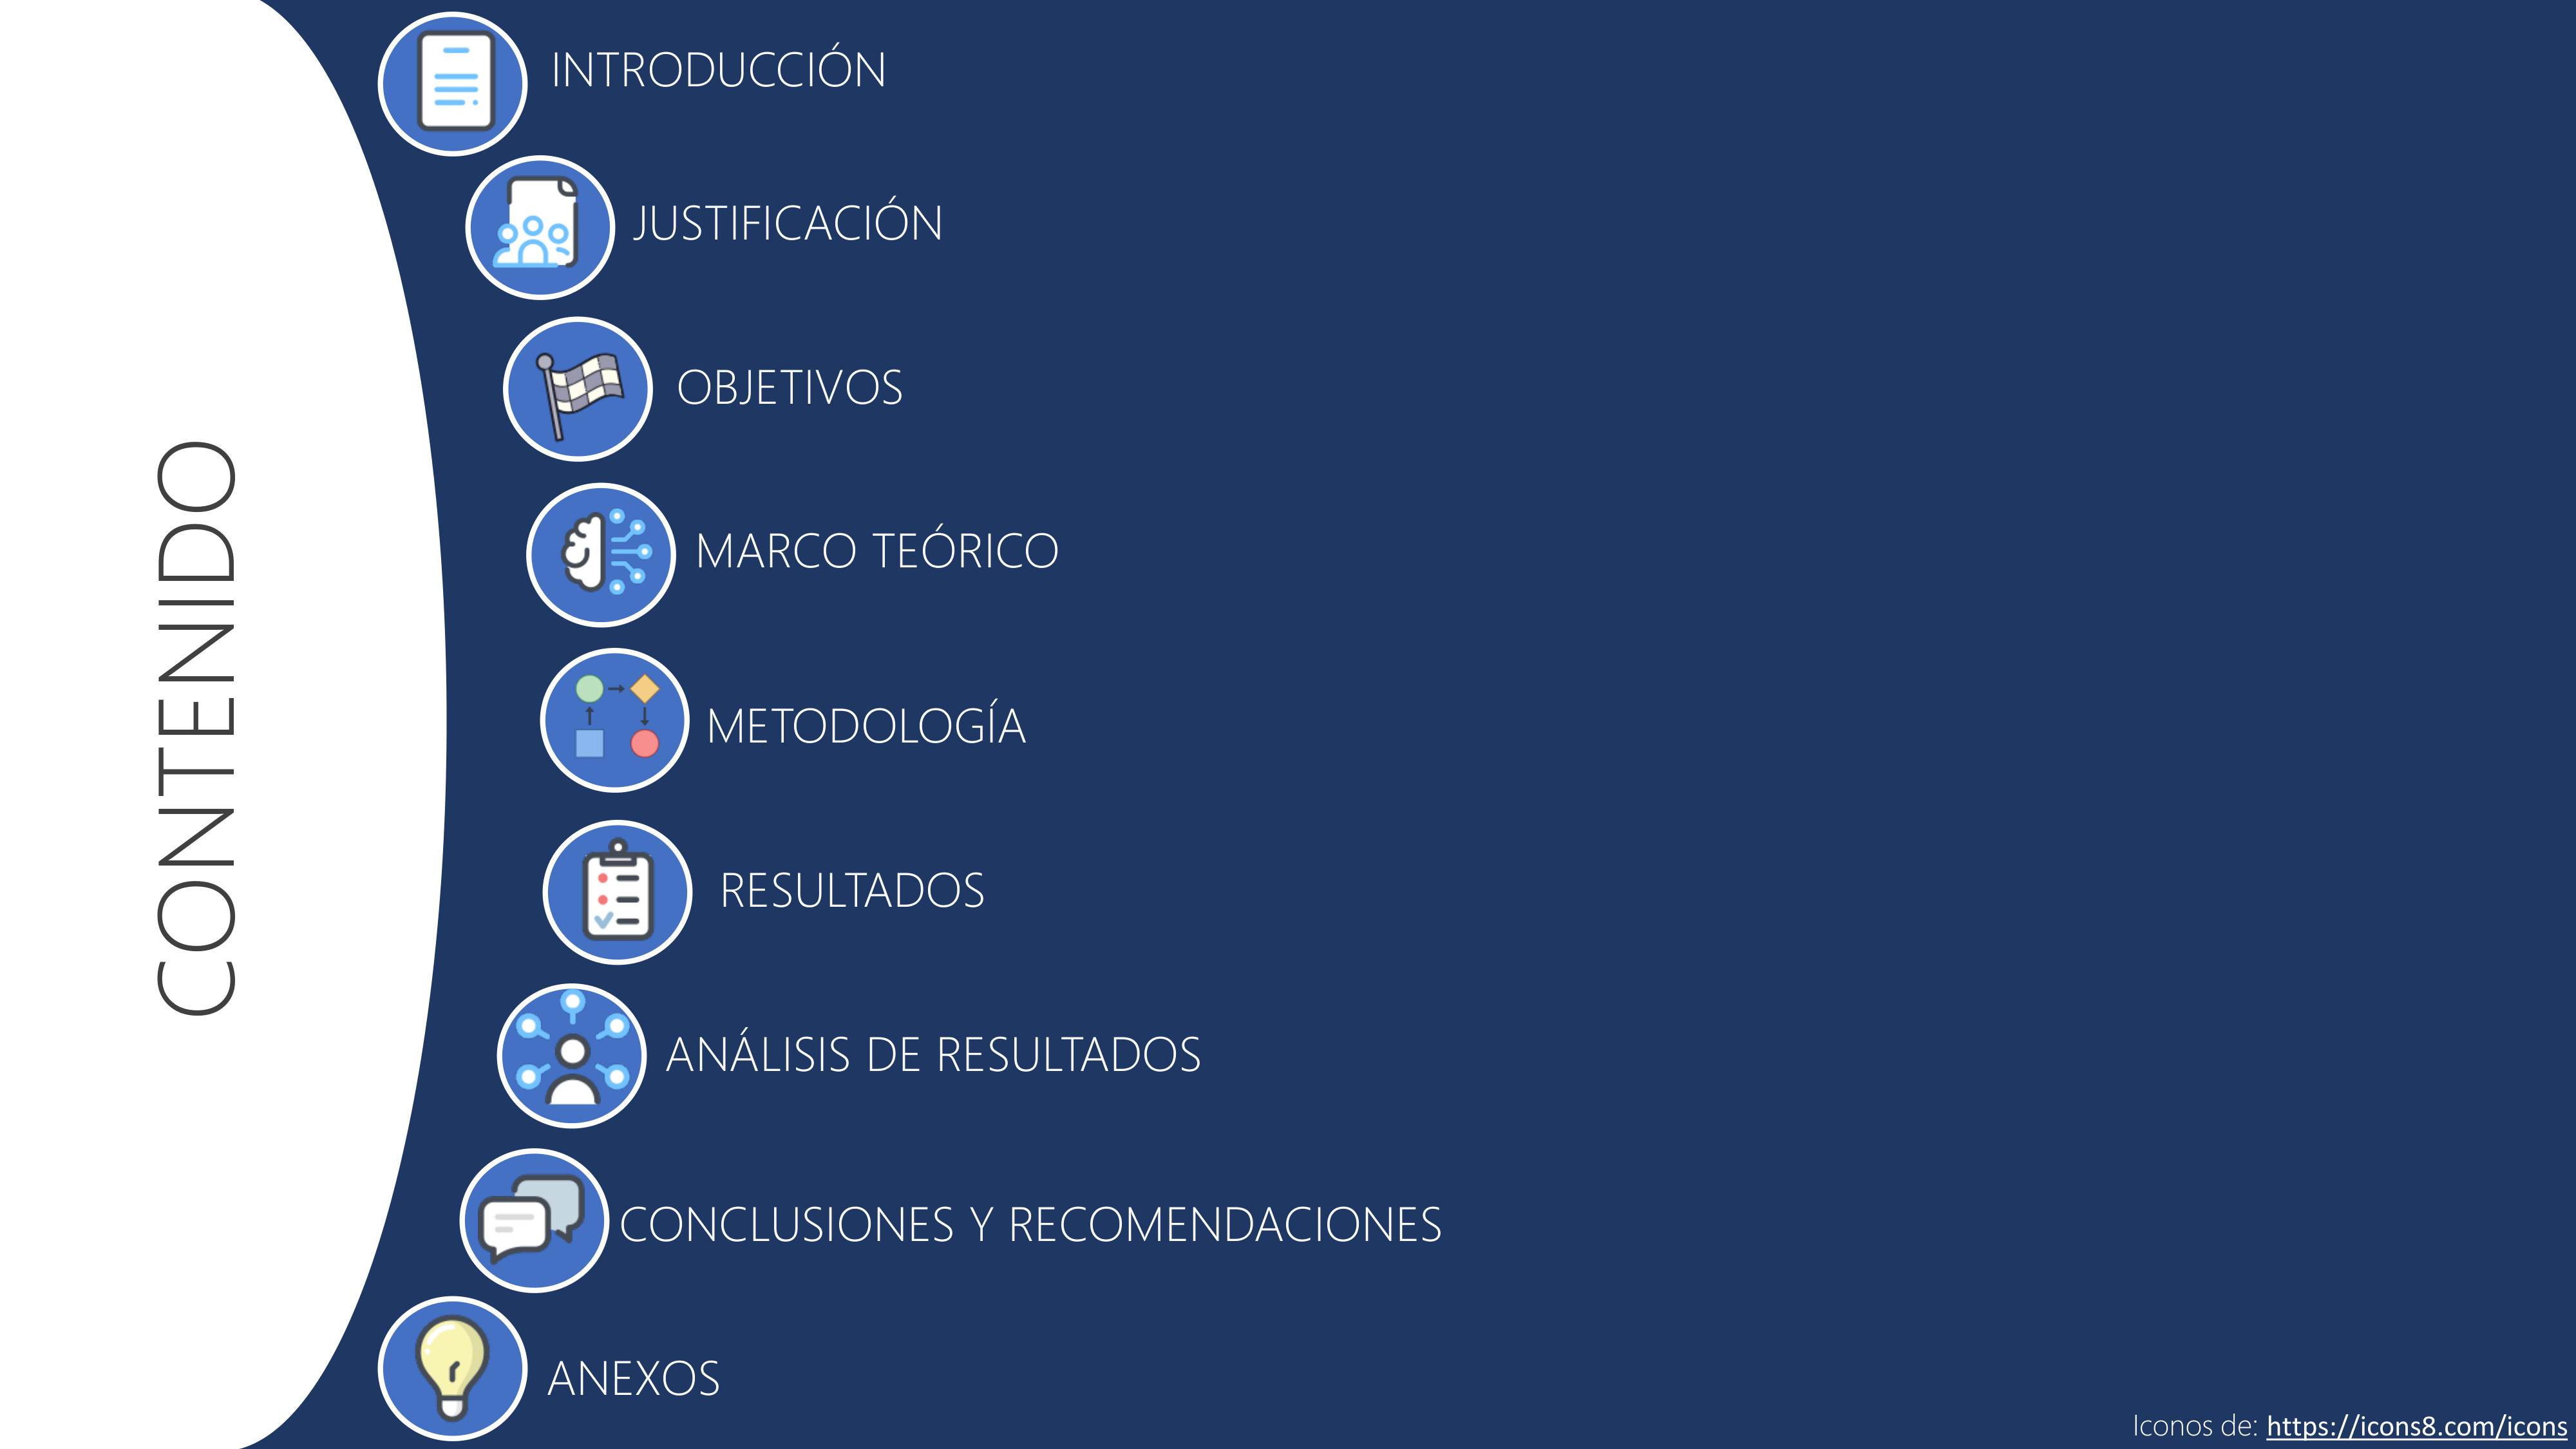 CONTENIDO
INTRODUCCIÓN
JUSTIFICACIÓN
OBJETIVOS
MARCO TEÓRICO
METODOLOGÍA
RESULTADOS
ANÁLISIS DE RESULTADOS
CONCLUSIONES Y RECOMENDACIONES
ANEXOS
Iconos de: https://icons8.com/icons